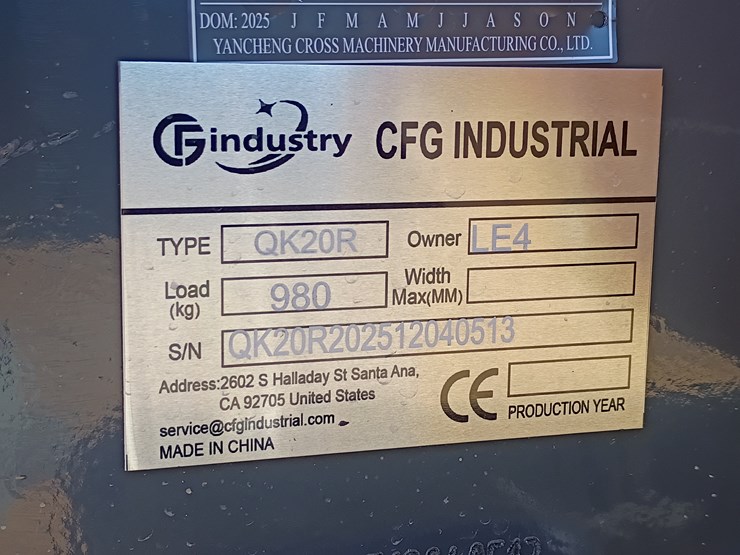 DOM: 2025 J F M A M J J A S O N
YANCHENG CROSS MACHINERY MANUFACTURING CO., LTD.
CFG industry CFG INDUSTRIAL
TYPE QK20R Owner LE4
Load (kg) 980 Width Max(MM)
S/N QK20R202512040513
Address:2602 S Halladay St Santa Ana,
CA 92705 United States
service@cfgindustrial.com
MADE IN CHINA
CE PRODUCTION YEAR